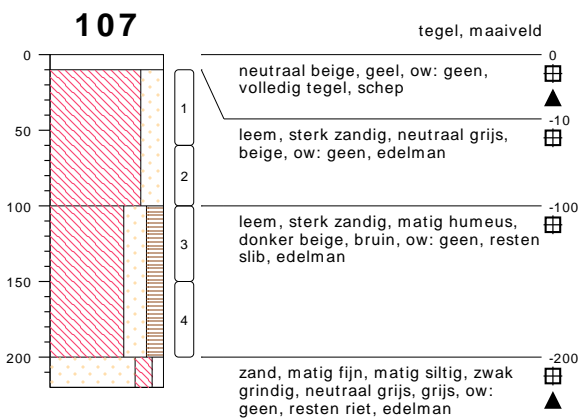 107
tegel, maaiveld
0
0
neutraal beige, geel, ow: geen,
volledig tegel, schep
-10
1
50
leem, sterk zandig, neutraal grijs,
beige, ow: geen, edelman
2
100
-100
leem, sterk zandig, matig humeus,
donker beige, bruin, ow: geen, resten
slib, edelman
3
150
4
200
-200
zand, matig fijn, matig siltig, zwak
grindig, neutraal grijs, grijs, ow:
geen, resten riet, edelman